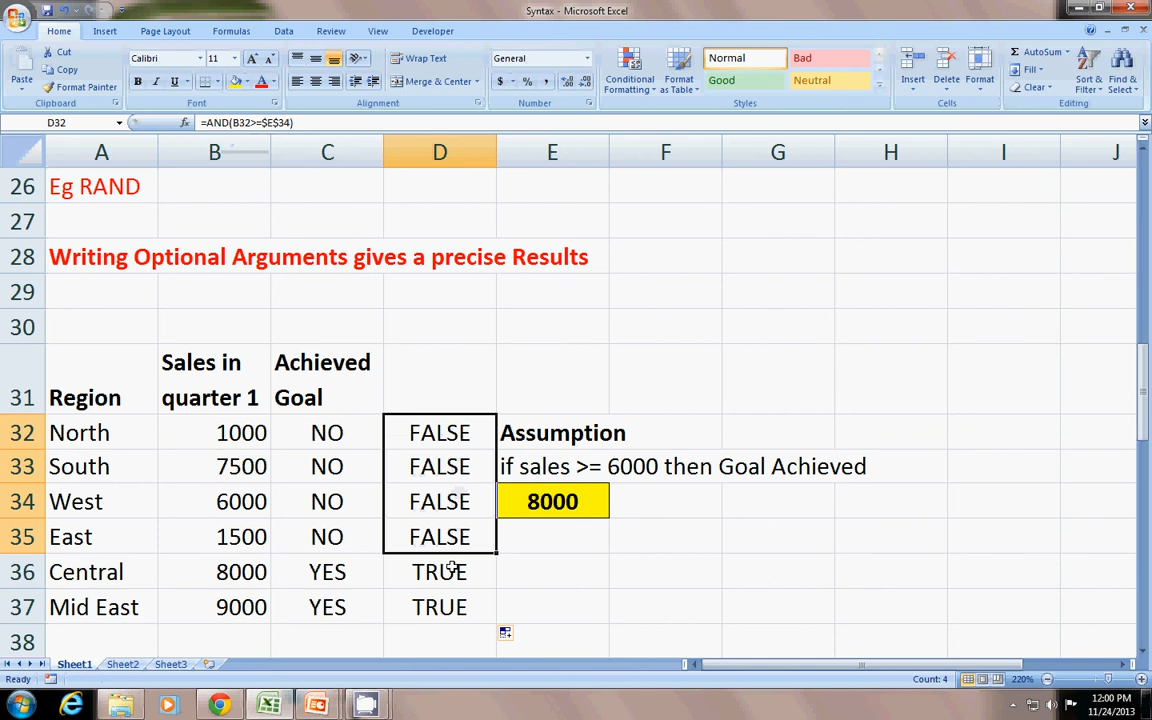 Syntax - Microsoft Excel
Home Insert Page Layout Formulas Data Review View Developer
Paste
Cut
Copy
Format Painter
Clipboard
Calibri 11
B I U
Font
Wrap Text
Merge & Center
Alignment
General
$ % ,
Number
Conditional Formatting
Format as Table
Normal Bad
Good Neutral
Styles
Insert Delete Format
Cells
Σ AutoSum
Fill
Clear
Sort & Filter
Find & Select
Editing
D32 fx =AND(B32>=$E$34)
A B C D E F G H I J
26 Eg RAND
27
28 Writing Optional Arguments gives a precise Results
29
30
31 Region Sales in quarter 1 Achieved Goal
32 North 1000 NO FALSE Assumption
33 South 7500 NO FALSE if sales >= 6000 then Goal Achieved
34 West 6000 NO FALSE 8000
35 East 1500 NO FALSE
36 Central 8000 YES TRUE
37 Mid East 9000 YES TRUE
38
Sheet1 Sheet2 Sheet3
Ready Count: 4 220%
12:00 PM
11/24/2013